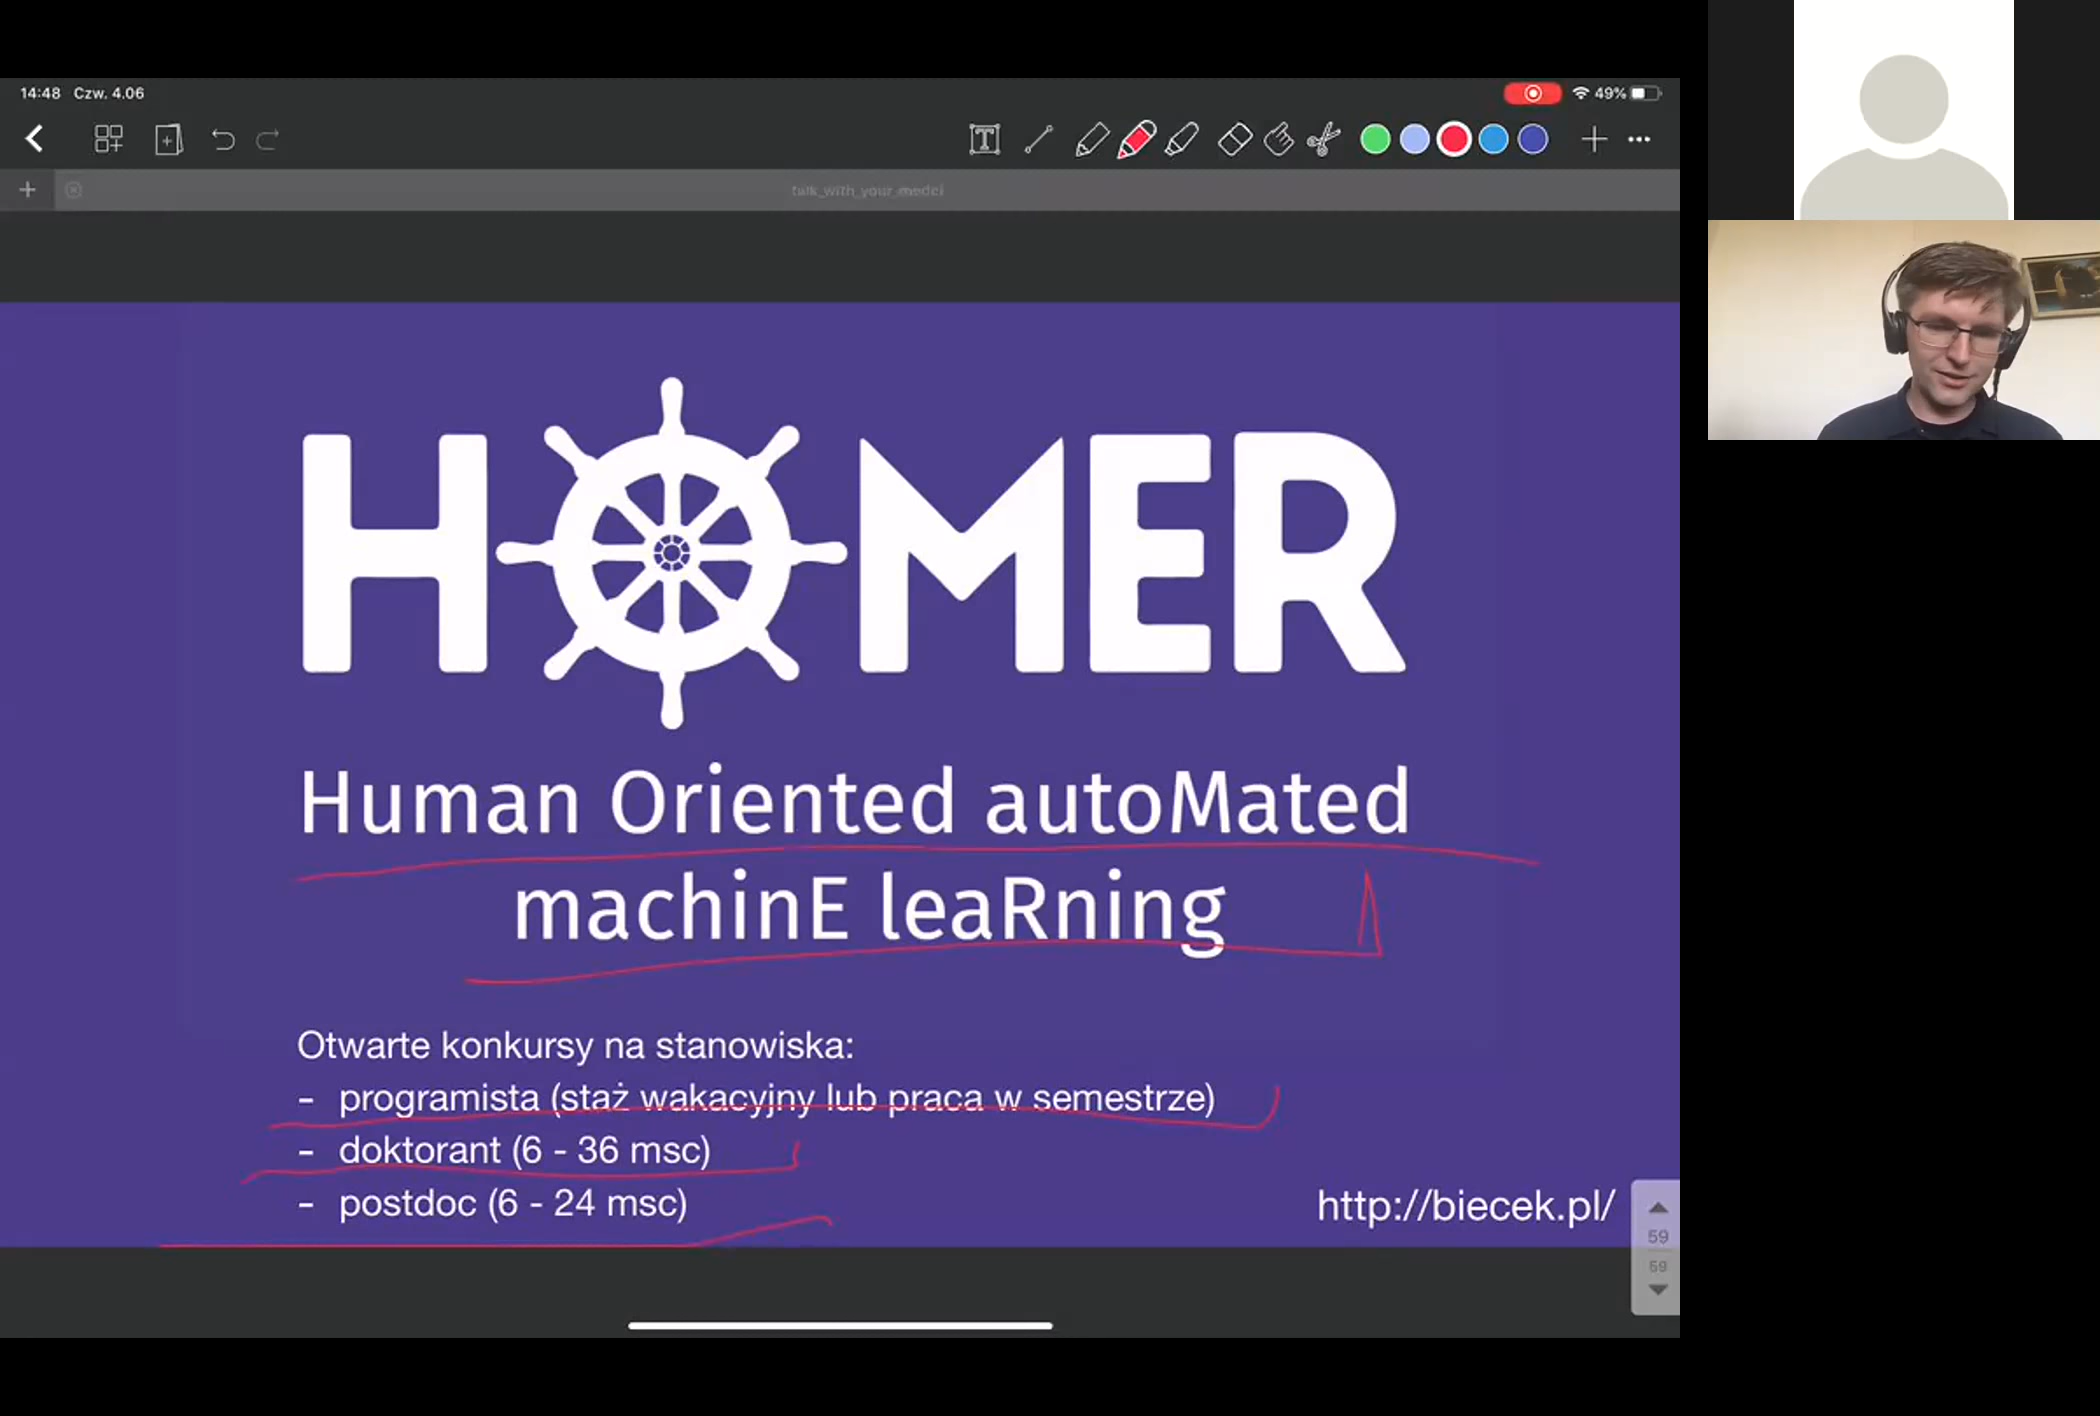 14:48 Czw. 4.06
49%
talk_with_your_model
HOMER
Human Oriented autoMated
machinE leaRning
Otwarte konkursy na stanowiska:
- programista (staż wakacyjny lub praca w semestrze)
- doktorant (6 - 36 msc)
- postdoc (6 - 24 msc)
http://biecek.pl/
59
59